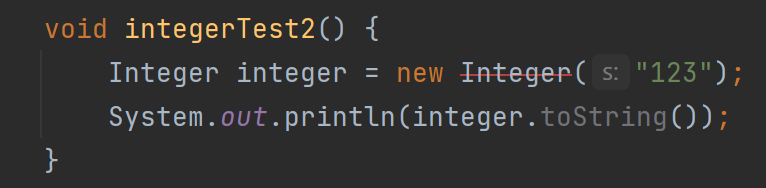 void integerTest2() {
Integer integer = new Integer( s: "123");
System.out.println(integer.toString());
}